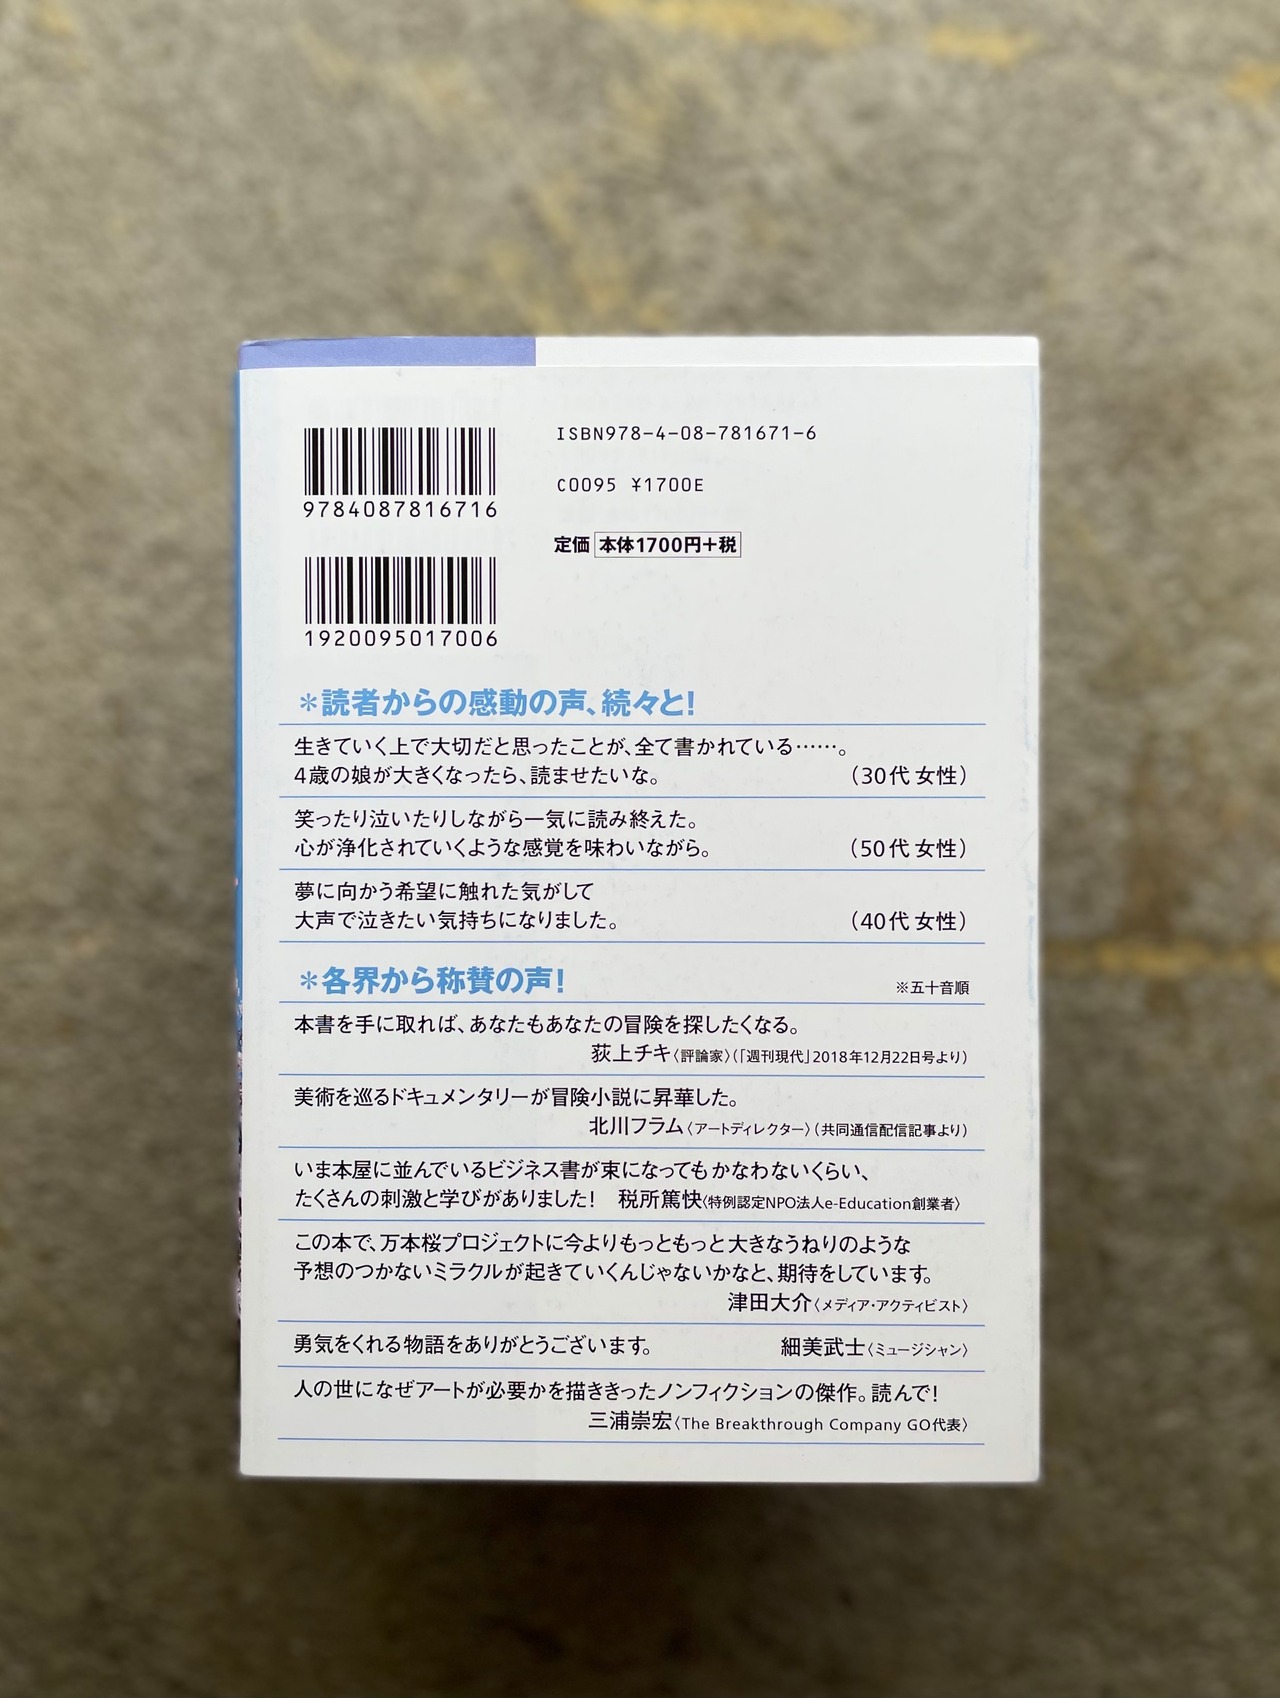 ISBN978-4-08-781671-6
C0095 ¥1700E
定価 本体1700円+税
9784087816716
1920095017006
＊読者からの感動の声、続々と!
生きていく上で大切だと思ったことが、全て書かれている……。
4歳の娘が大きくなったら、読ませたいな。 (30代 女性)
笑ったり泣いたりしながら一気に読み終えた。
心が浄化されていくような感覚を味わいながら。 (50代 女性)
夢に向かう希望に触れた気がして
大声で泣きたい気持ちになりました。 (40代 女性)
＊各界から称賛の声! ※五十音順
本書を手に取れば、あなたもあなたの冒険を探したくなる。
荻上チキ〈評論家〉(「週刊現代」2018年12月22日号より)
美術を巡るドキュメンタリーが冒険小説に昇華した。
北川フラム〈アートディレクター〉(共同通信配信記事より)
いま本屋に並んでいるビジネス書が束になってもかなわないくらい、
たくさんの刺激と学びがありました! 税所篤快〈特例認定NPO法人e-Education創業者〉
この本で、万本桜プロジェクトに今よりもっともっと大きなうねりのような
予想のつかないミラクルが起きていくんじゃないかなと、期待をしています。
津田大介〈メディア・アクティビスト〉
勇気をくれる物語をありがとうございます。 細美武士〈ミュージシャン〉
人の世になぜアートが必要かを描ききったノンフィクションの傑作。読んで!
三浦崇宏〈The Breakthrough Company GO代表〉